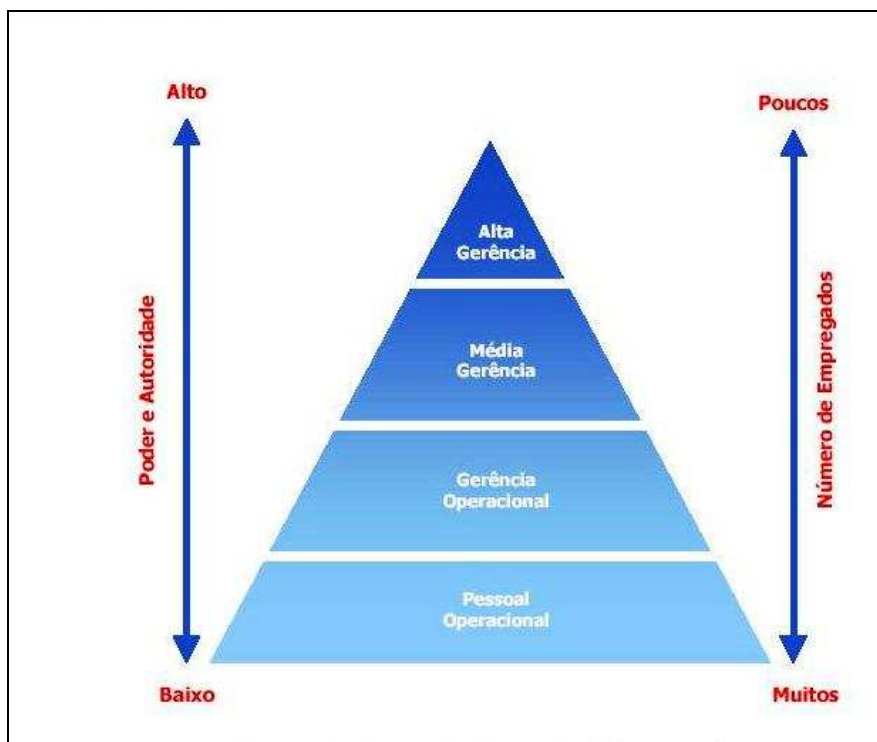 Alto
Poucos
Alta
Gerência
Média
Gerência
Poder e Autoridade
Número de Empregados
Gerência
Operacional
Pessoal
Operacional
Baixo
Muitos